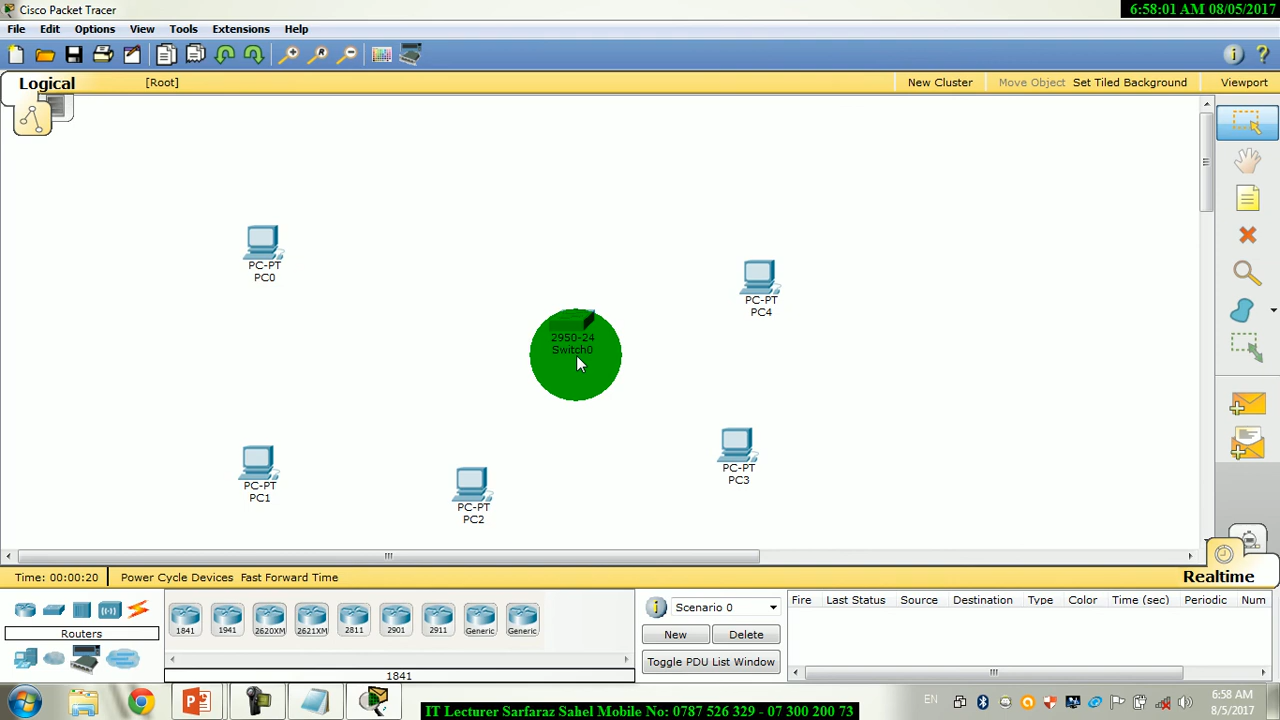 Cisco Packet Tracer
6:58:01 AM 08/05/2017
File Edit Options View Tools Extensions Help
Logical
[Root]
New Cluster
Move Object
Set Tiled Background
Viewport
PC-PT
PC0
PC-PT
PC4
2950-24
Switch0
PC-PT
PC1
PC-PT
PC2
PC-PT
PC3
Time: 00:00:20
Power Cycle Devices Fast Forward Time
Realtime
Routers
1841 1941 2620XM 2621XM 2811 2901 2911 Generic Generic
1841
Scenario 0
New
Delete
Toggle PDU List Window
Fire Last Status Source Destination Type Color Time (sec) Periodic Num
EN
6:58 AM
8/5/2017
IT Lecturer Sarfaraz Sahel Mobile No: 0787 526 329 - 07 300 200 73